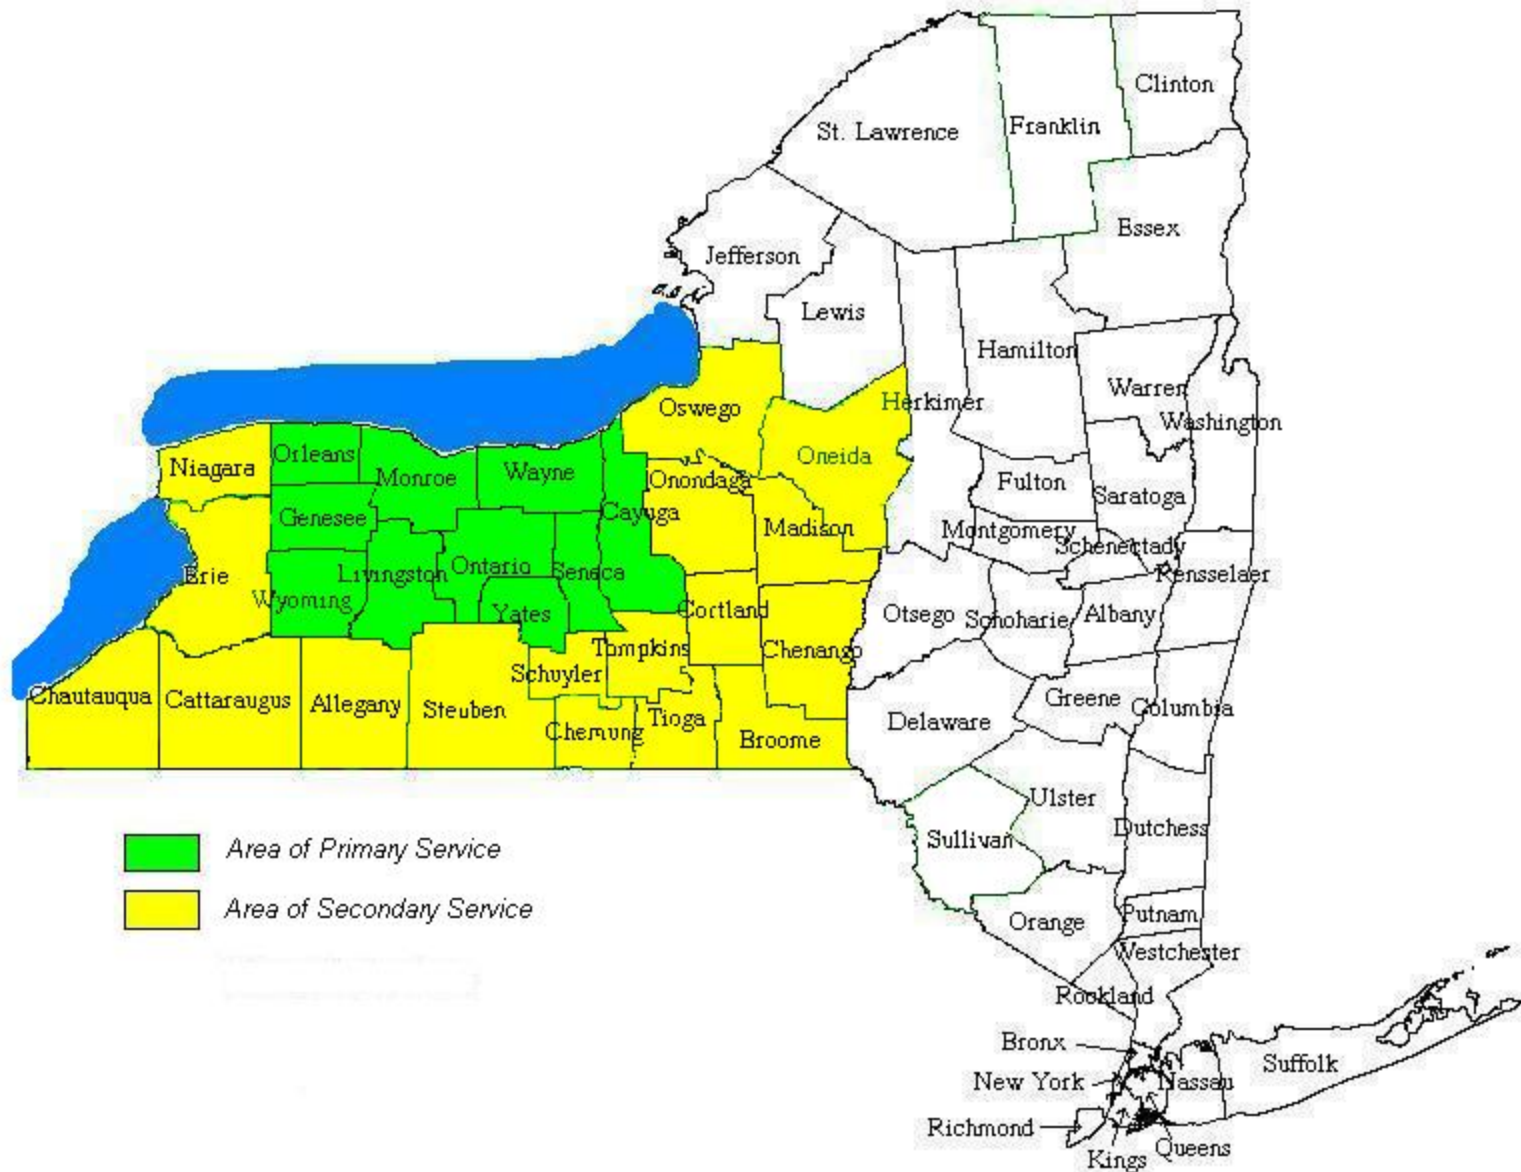 Clinton
St. Lawrence
Franklin
Essex
Jefferson
Lewis
Hamilton
Warren
Herkimer
Oswego
Washington
Orleans
Niagara
Monroe
Wayne
Oneida
Onondaga
Fulton
Saratoga
Genesee
Cayuga
Madison
Montgomery
Schenectady
Erie
Livingston
Ontario
Seneca
Rensselaer
Wyoming
Yates
Cortland
Otsego
Schoharie
Albany
Tompkins
Chenango
Schuyler
Chautauqua
Cattaraugus
Allegany
Steuben
Greene
Columbia
Tioga
Delaware
Chemung
Broome
Ulster
Dutchess
Sullivan
Area of Primary Service
Area of Secondary Service
Orange
Putnam
Westchester
Rockland
Bronx
Suffolk
New York
Nassau
Richmond
Queens
Kings